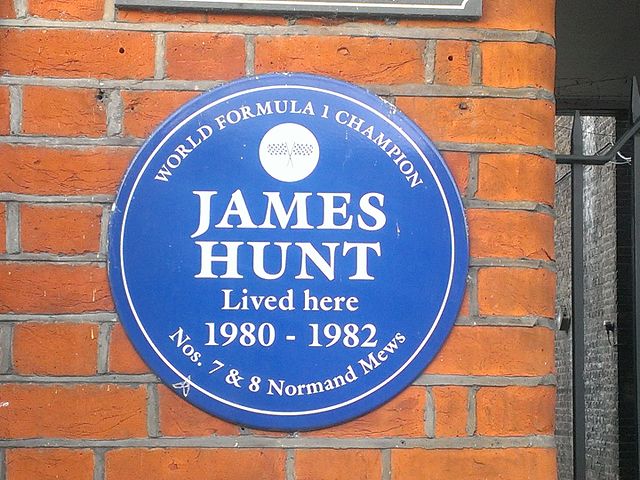 WORLD FORMULA 1 CHAMPION
JAMES
HUNT
Lived here
1980 - 1982
Nos. 7 & 8 Normand Mews